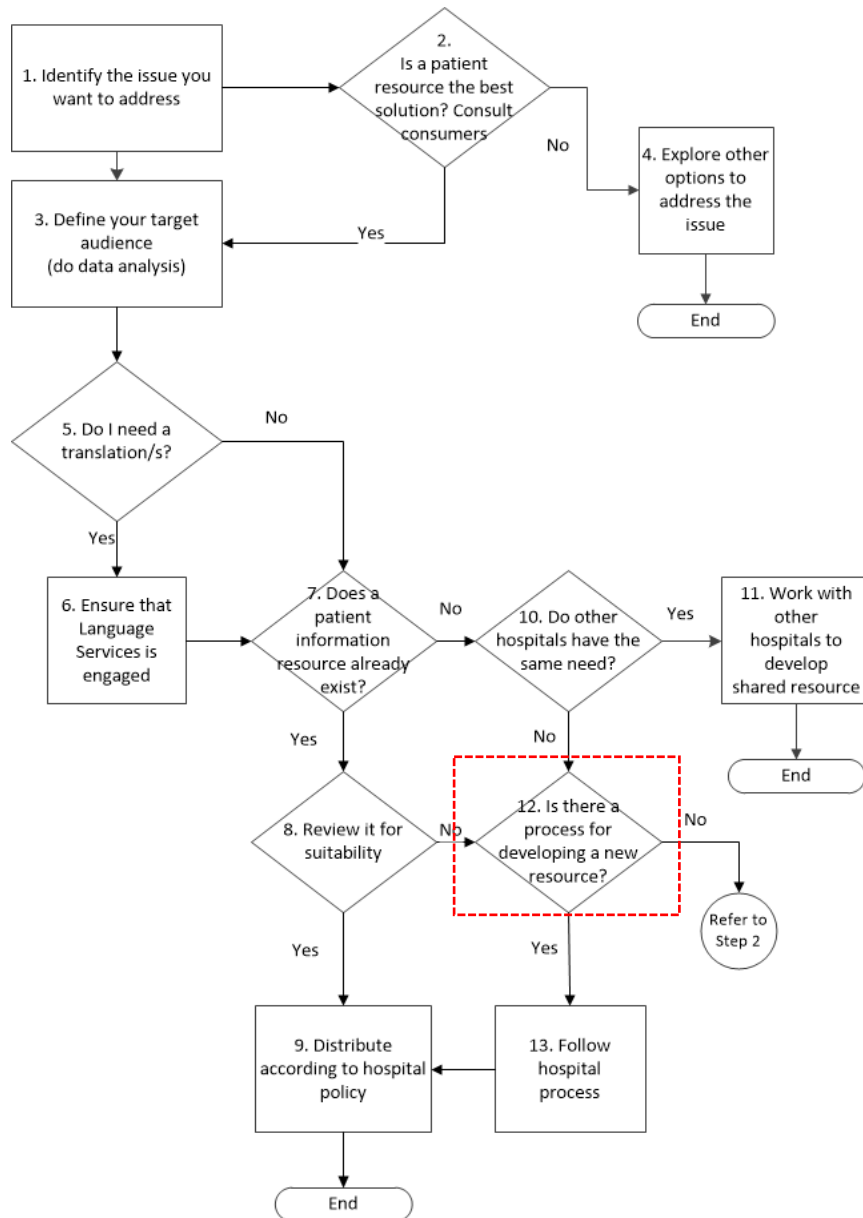 1. Identify the issue you
want to address
2.
Is a patient
resource the best
solution? Consult
consumers
No
4. Explore other
options to
address the
issue
3. Define your target
audience
(do data analysis)
Yes
End
5. Do I need a
translation/s?
No
Yes
6. Ensure that
Language
Services is
engaged
7. Does a
patient
information
resource already
exist?
No
10. Do other
hospitals have the
same need?
Yes
11. Work with
other
hospitals to
develop
shared resource
Yes
No
End
8. Review it for
suitability
No
12. Is there a
process for
developing a new
resource?
No
Refer to
Step 2
Yes
Yes
9. Distribute
according to hospital
policy
13. Follow
hospital
process
End